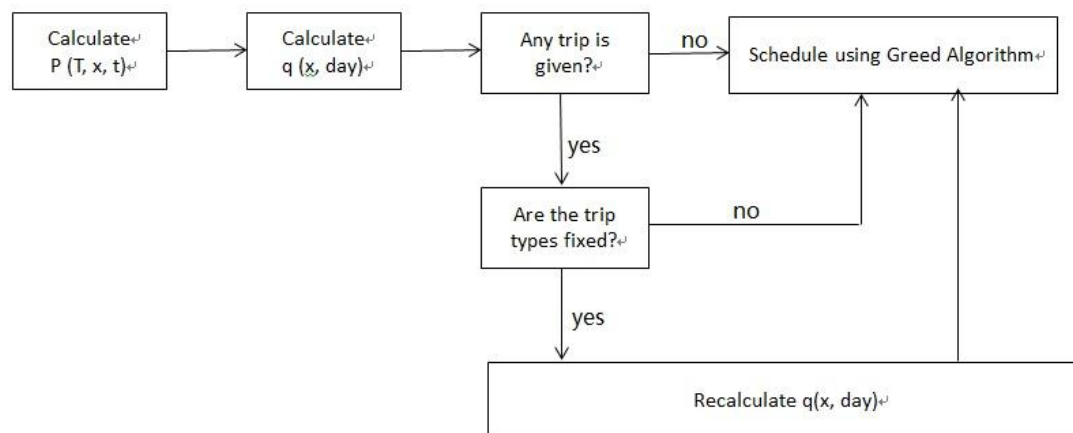 Calculate
P (T, x, t)
Calculate
q (x, day)
Any trip is
given?
no
Schedule using Greed Algorithm
yes
Are the trip
types fixed?
no
yes
Recalculate q(x, day)